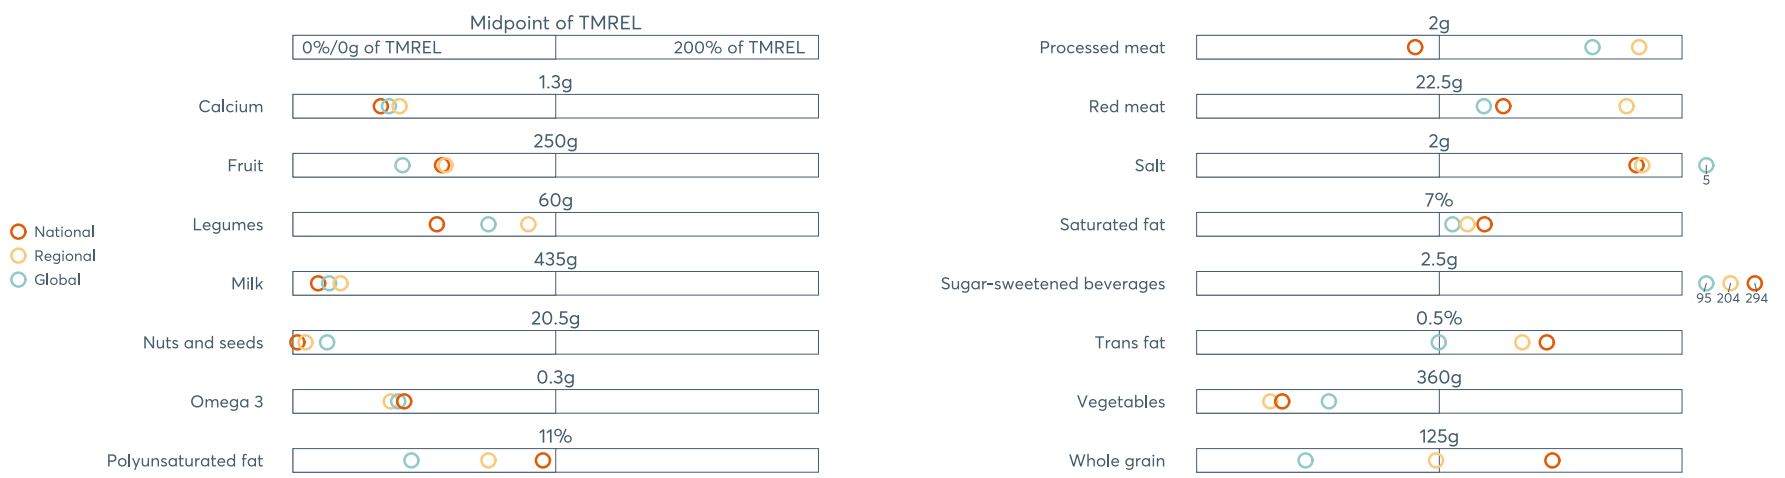 Midpoint of TMREL
0%/0g of TMREL 200% of TMREL
1.3g
Calcium
250g
Fruit
60g
Legumes
435g
Milk
20.5g
Nuts and seeds
0.3g
Omega 3
11%
Polyunsaturated fat
National
Regional
Global
2g
Processed meat
22.5g
Red meat
2g
Salt
5
7%
Saturated fat
2.5g
Sugar-sweetened beverages
95 204 294
0.5%
Trans fat
360g
Vegetables
125g
Whole grain